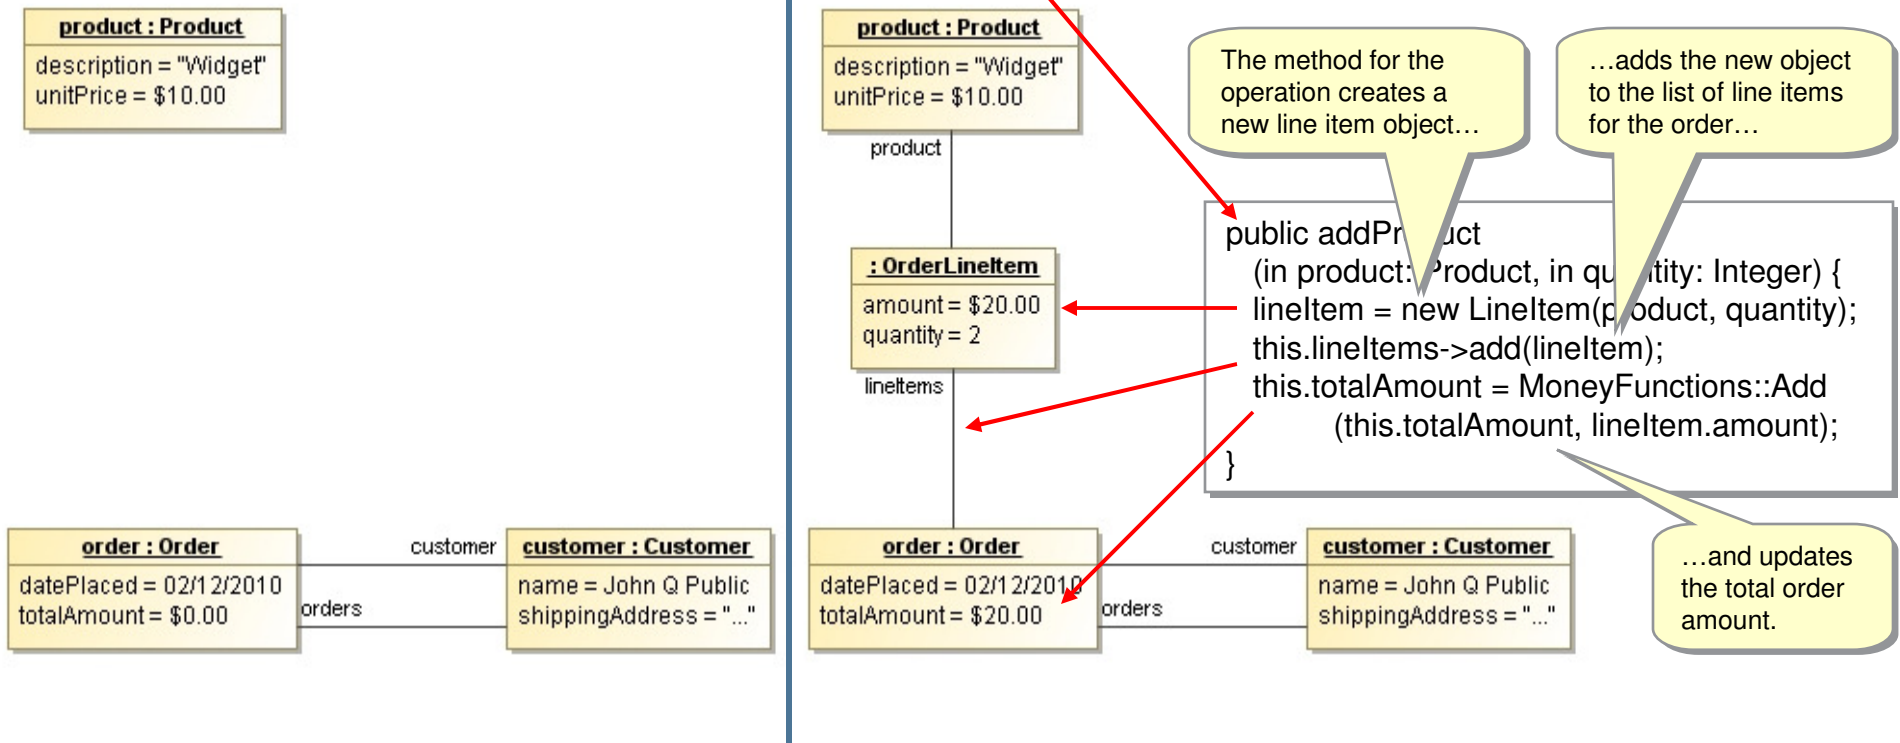 product : Product
description = "Widget"
unitPrice = $10.00
order : Order
datePlaced = 02/12/2010
totalAmount = $0.00
customer
orders
customer : Customer
name = John Q Public
shippingAddress = "..."
product : Product
description = "Widget"
unitPrice = $10.00
product
: OrderLineItem
amount = $20.00
quantity = 2
lineItems
order : Order
datePlaced = 02/12/2010
totalAmount = $20.00
customer
orders
customer : Customer
name = John Q Public
shippingAddress = "..."
The method for the
operation creates a
new line item object…
…adds the new object
to the list of line items
for the order…
public addProduct
(in product: Product, in quantity: Integer) {
lineItem = new LineItem(product, quantity);
this.lineItems->add(lineItem);
this.totalAmount = MoneyFunctions::Add
(this.totalAmount, lineItem.amount);
}
…and updates
the total order
amount.